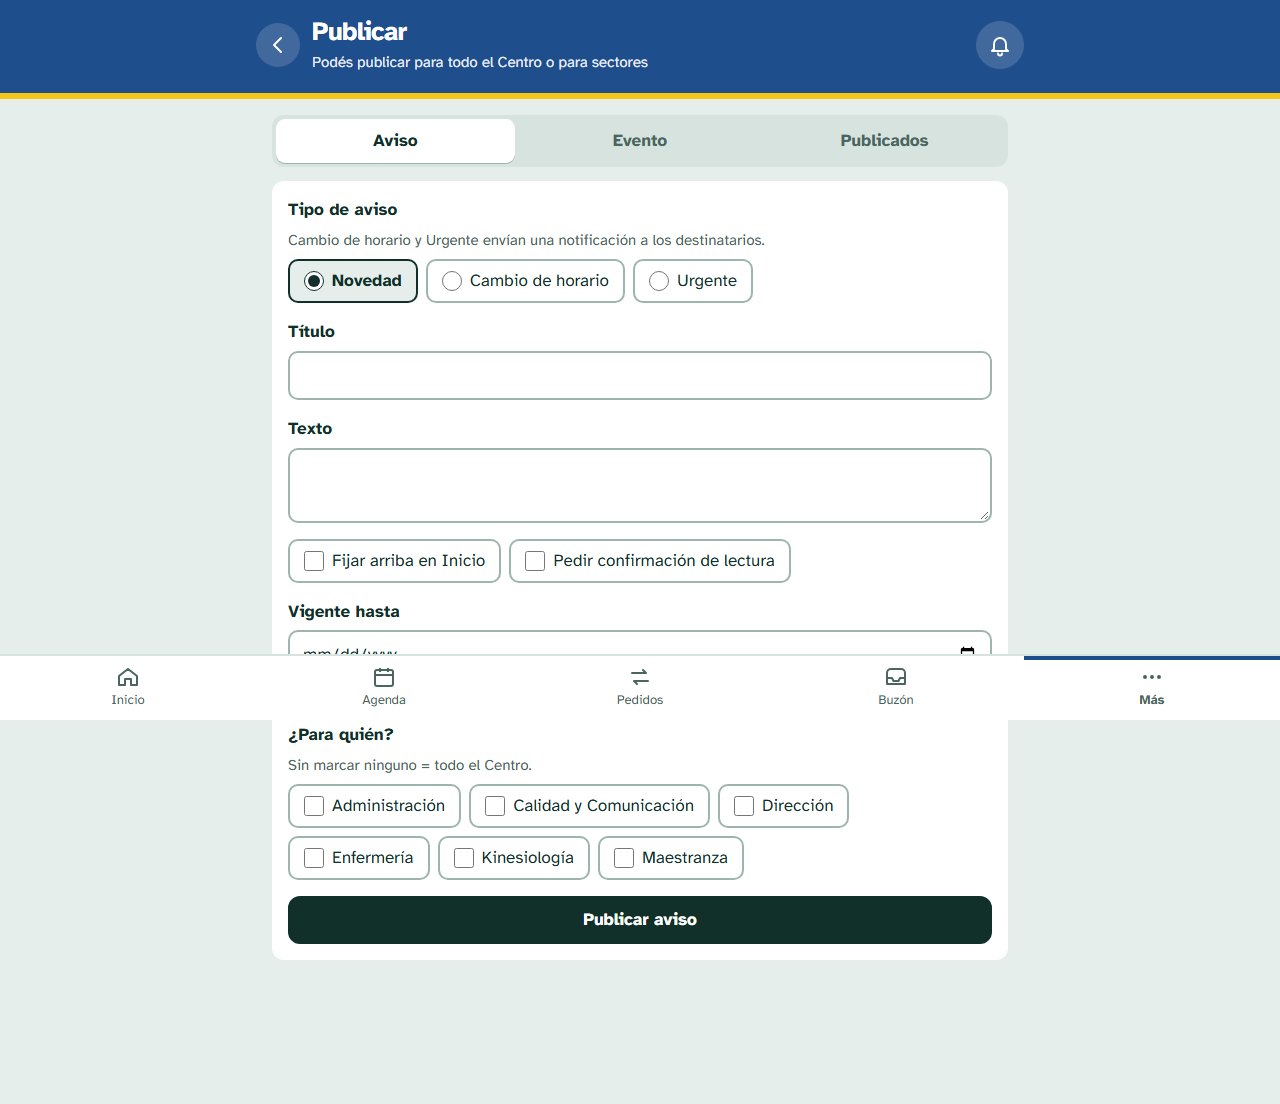 Publicar
Podés publicar para todo el Centro o para sectores
Aviso
Evento
Publicados
Tipo de aviso
Cambio de horario y Urgente envían una notificación a los destinatarios.
Novedad
Cambio de horario
Urgente
Título
Texto
Fijar arriba en Inicio
Pedir confirmación de lectura
Vigente hasta
mm/dd/yyyy
Inicio
Agenda
Pedidos
Buzón
Más
¿Para quién?
Sin marcar ninguno = todo el Centro.
Administración
Calidad y Comunicación
Dirección
Enfermería
Kinesiología
Maestranza
Publicar aviso